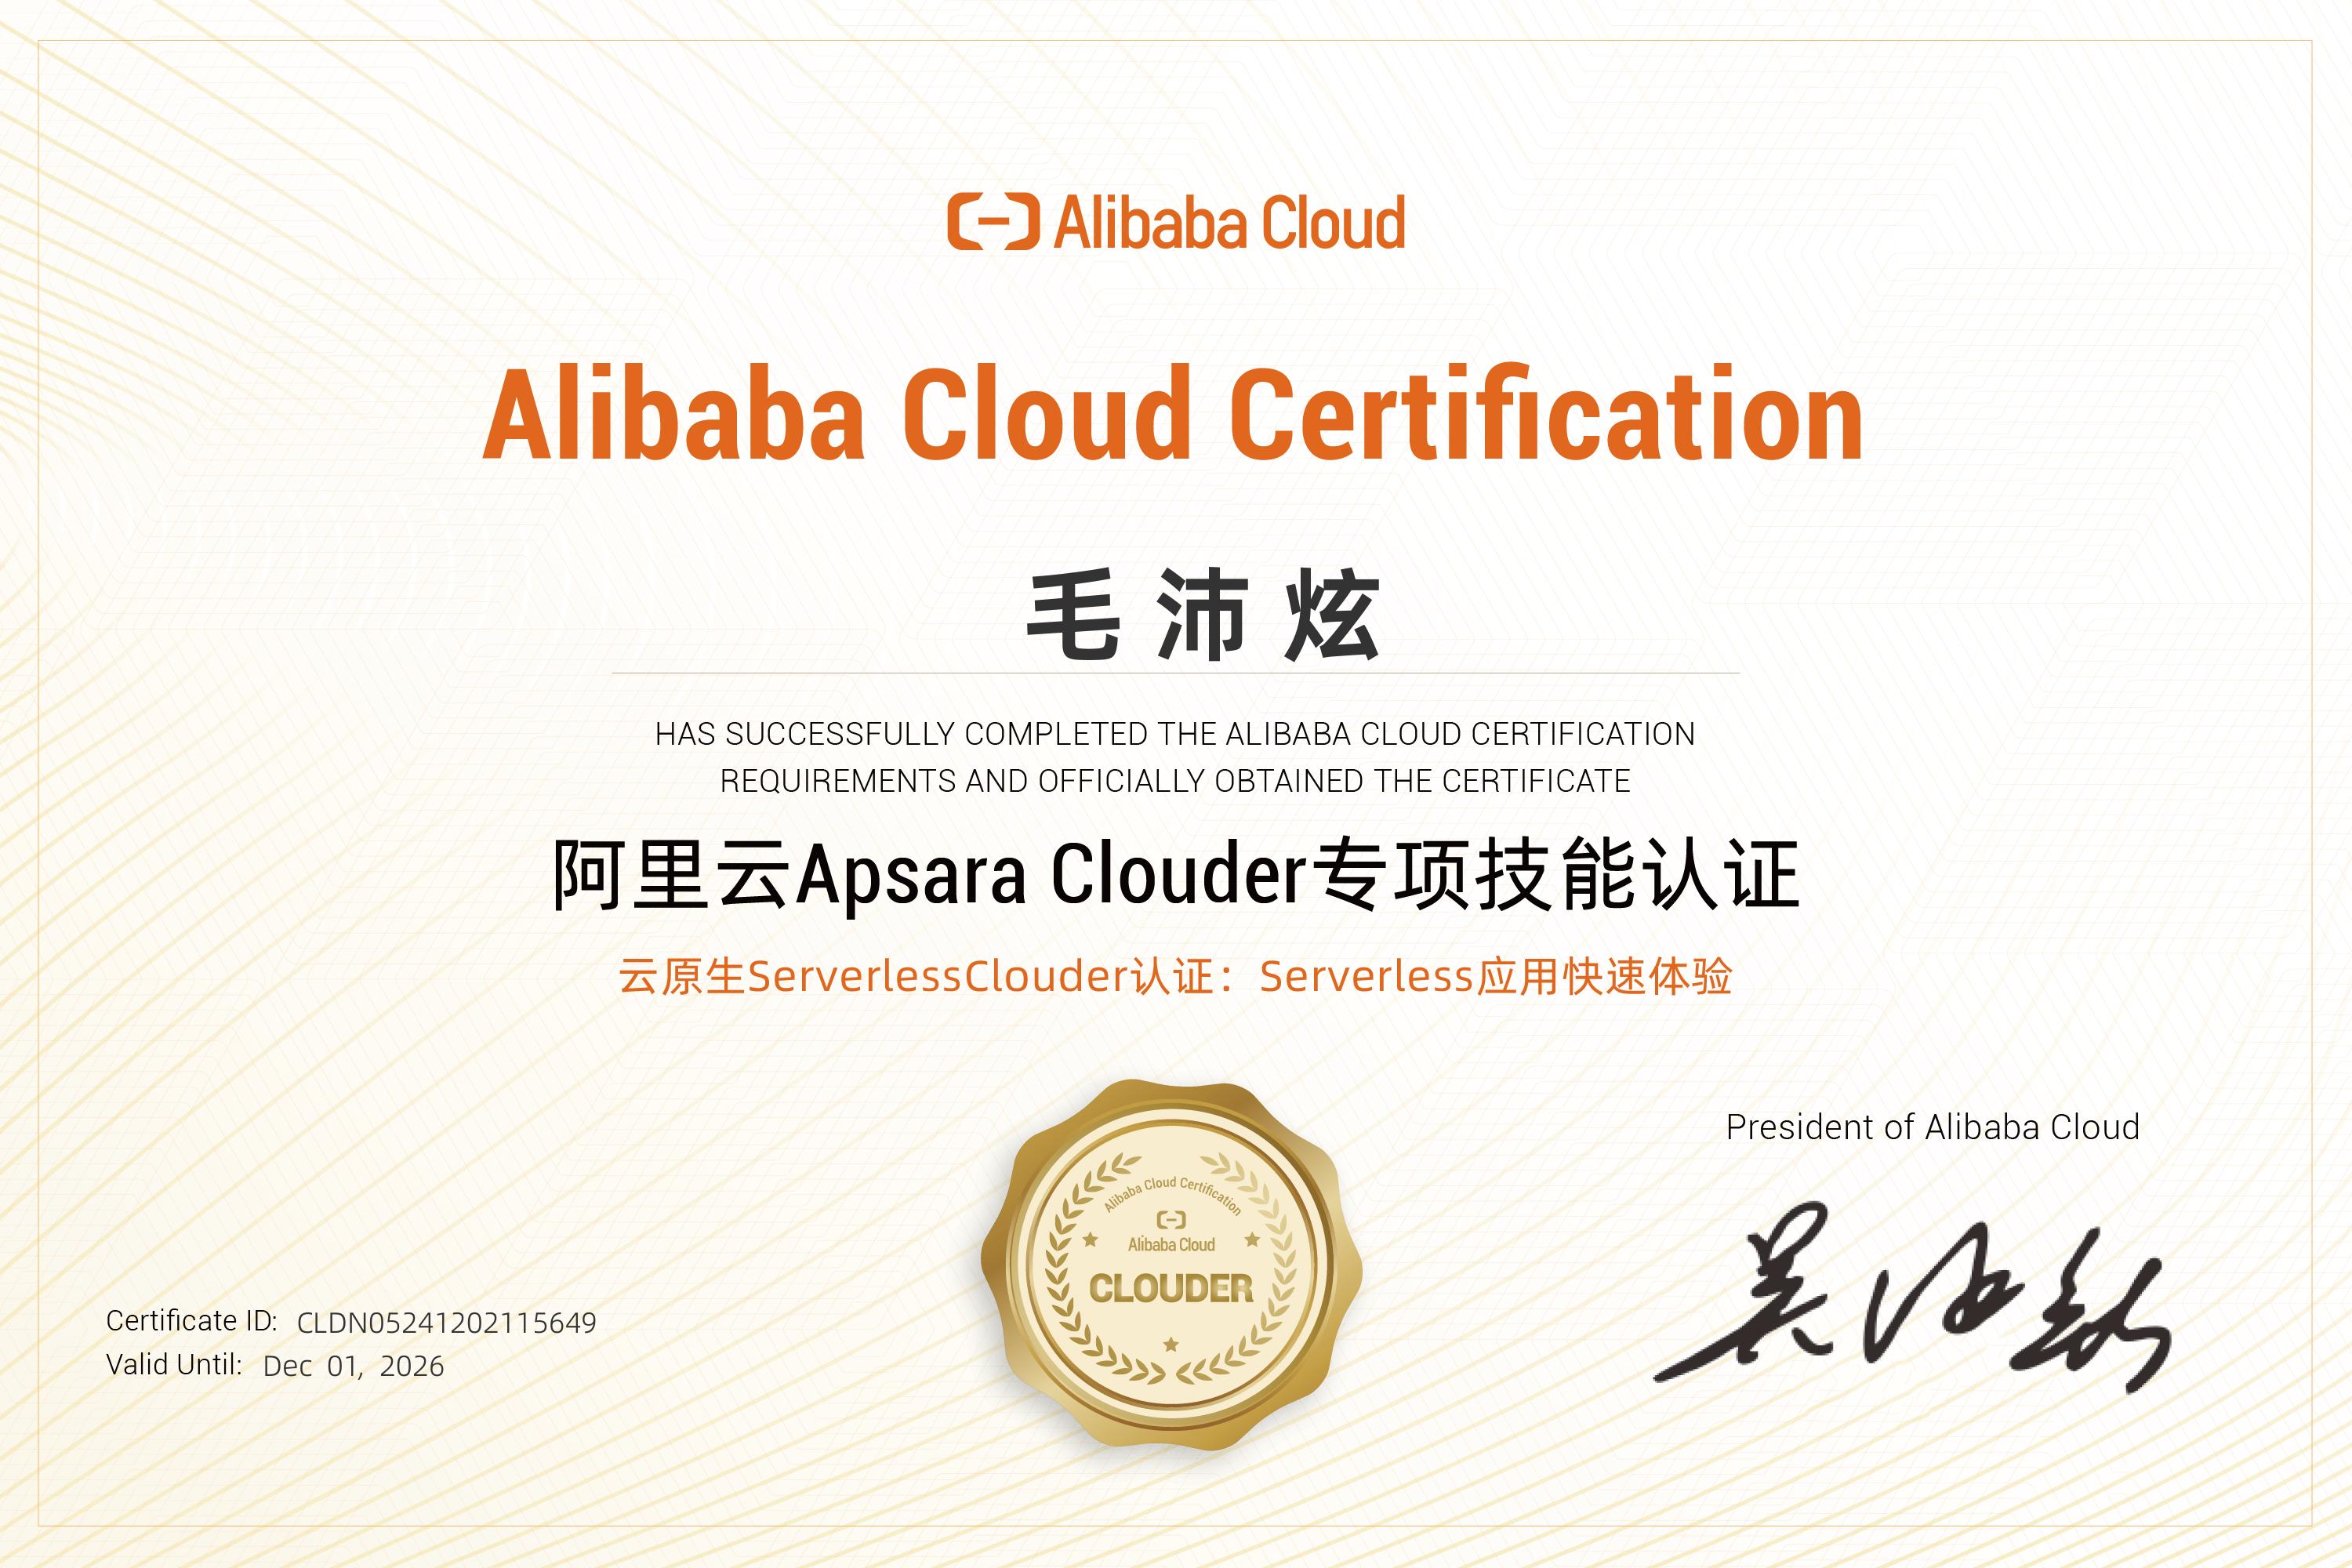 Alibaba Cloud
Alibaba Cloud Certification
毛沛炫
HAS SUCCESSFULLY COMPLETED THE ALIBABA CLOUD CERTIFICATION
REQUIREMENTS AND OFFICIALLY OBTAINED THE CERTIFICATE
阿里云Apsara Clouder专项技能认证
云原生ServerlessClouder认证：Serverless应用快速体验
President of Alibaba Cloud
Alibaba Cloud Certification
Alibaba Cloud
CLOUDER
Certificate ID: CLDN05241202115649
Valid Until: Dec 01, 2026